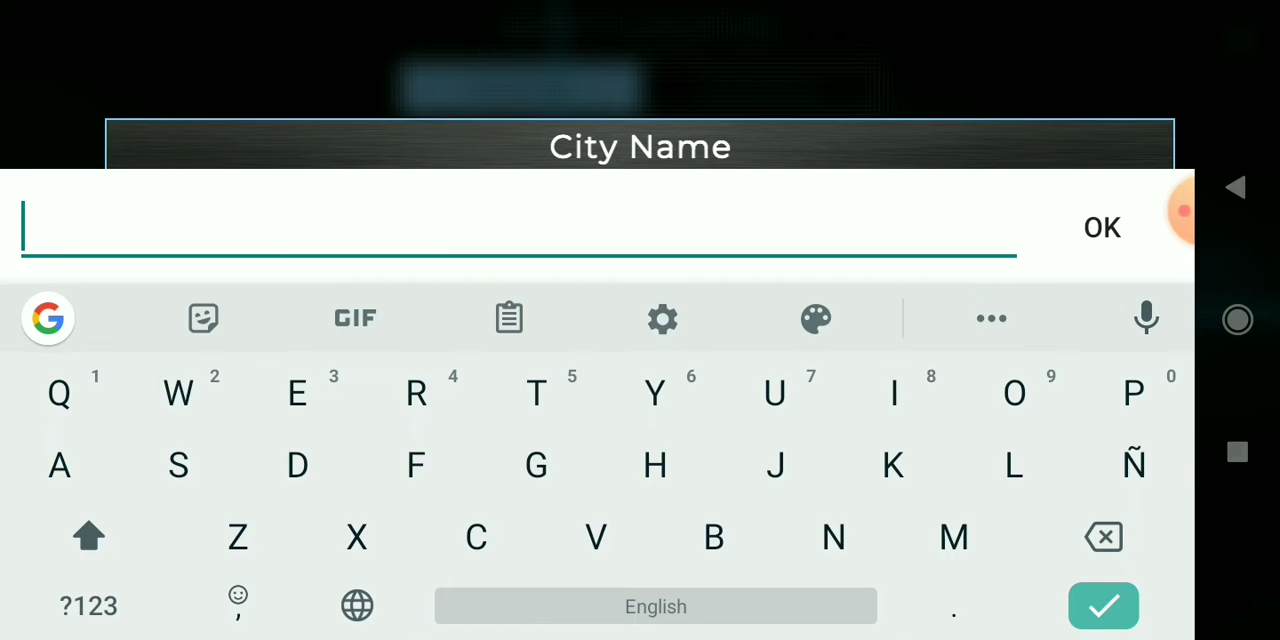 City Name
OK
GIF
Q 1 W 2 E 3 R 4 T 5 Y 6 U 7 I 8 O 9 P 0
A S D F G H J K L Ñ
Z X C V B N M
?123 , English .